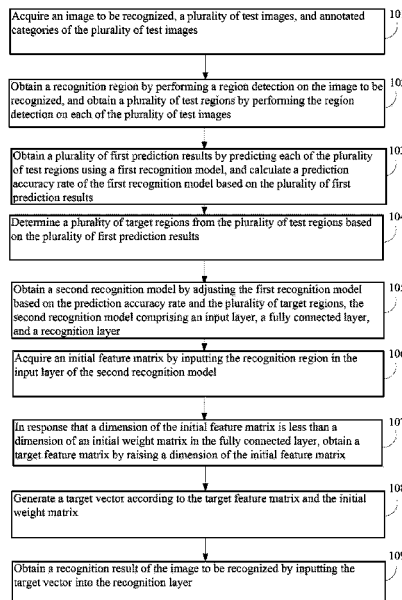 Acquire an image to be recognized, a plurality of test images, and annotated
categories of the plurality of test images
Obtain a recognition region by performing a region detection on the image to be
recognized, and obtain a plurality of test regions by performing the region
detection on each of the plurality of test images
Obtain a plurality of first prediction results by predicting each of the plurality
of test regions using a first recognition model, and calculate a prediction
accuracy rate of the first recognition model based on the plurality of first
prediction results
Determine a plurality of target regions from the plurality of test regions based
on the plurality of first prediction results
Obtain a second recognition model by adjusting the first recognition model
based on the prediction accuracy rate and the plurality of target regions, the
second recognition model comprising an input layer, a fully connected layer,
and a recognition layer
Acquire an initial feature matrix by inputting the recognition region in the
input layer of the second recognition model
In response that a dimension of the initial feature matrix is less than a
dimension of an initial weight matrix in the fully connected layer, obtain a
target feature matrix by raising a dimension of the initial feature matrix
Generate a target vector according to the target feature matrix and the initial
weight matrix
Obtain a recognition result of the image to be recognized by inputting the
target vector into the recognition layer